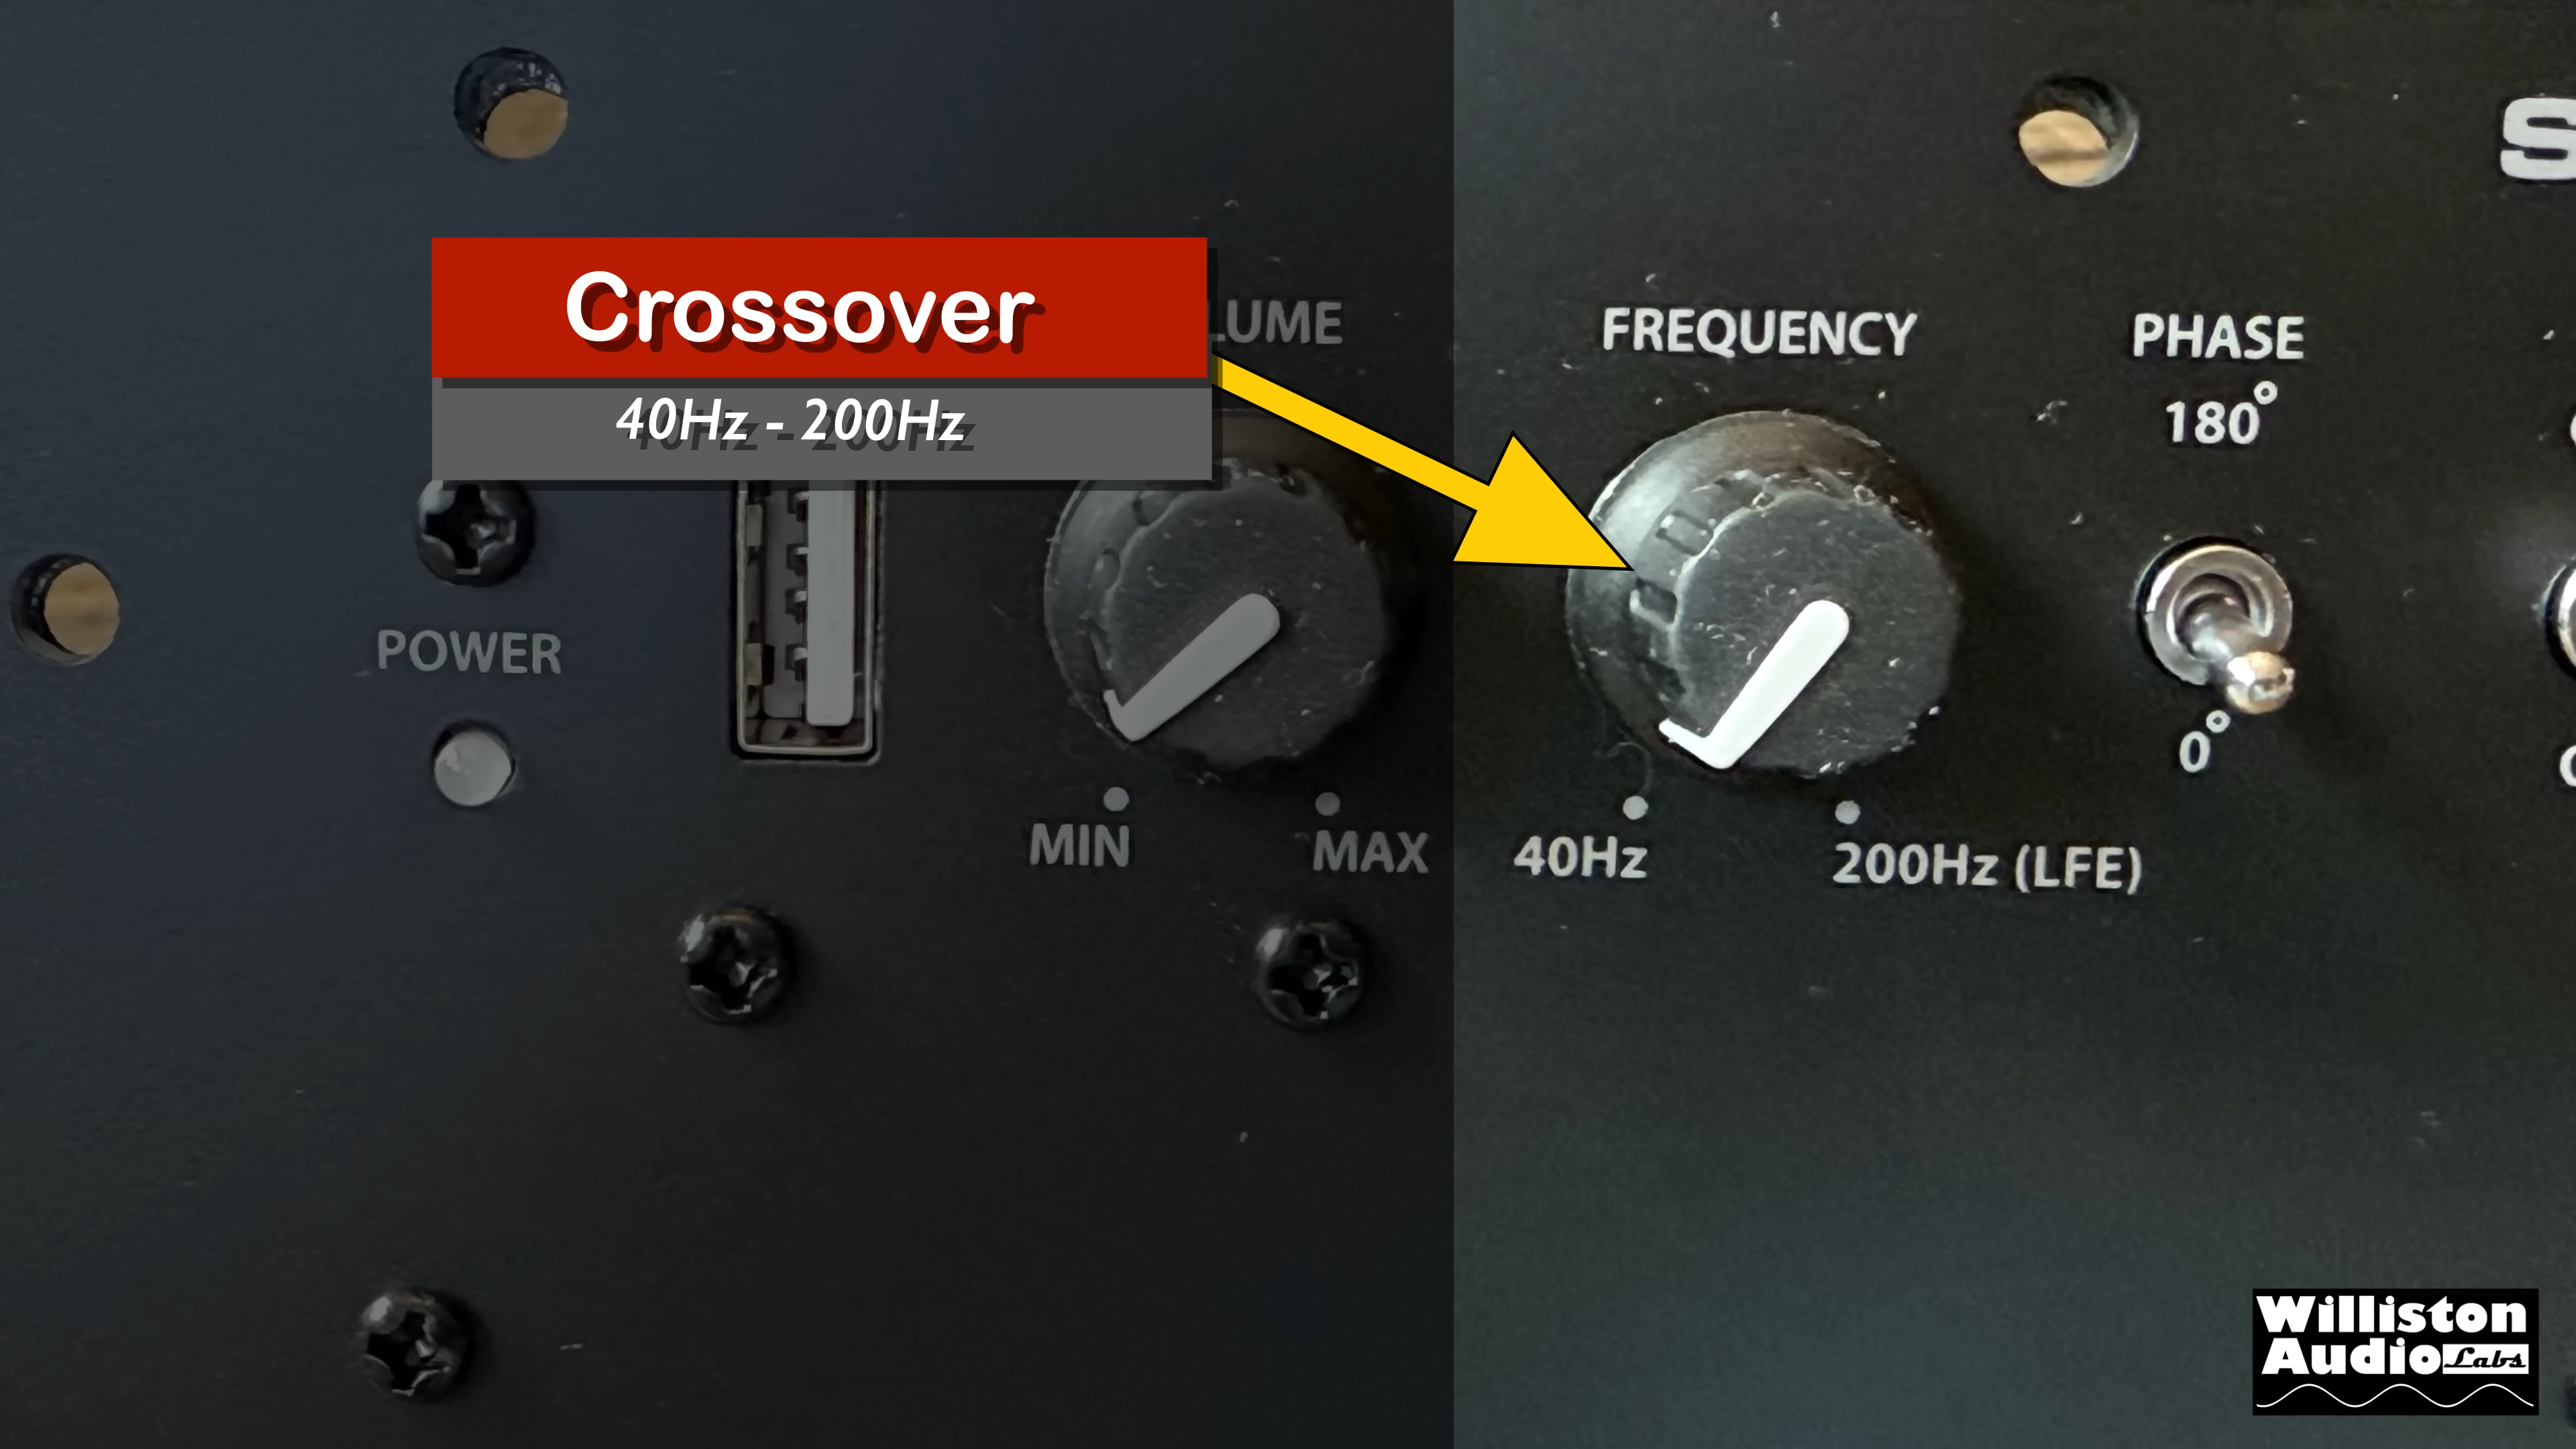 Crossover
40Hz - 200Hz
LUME
FREQUENCY
PHASE
180°
POWER
0°
MIN
MAX
40Hz
200Hz (LFE)
Williston
Audio Labs